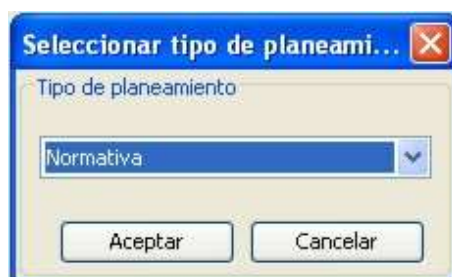 Seleccionar tipo de planeami...
Tipo de planeamiento
Normativa
Aceptar Cancelar